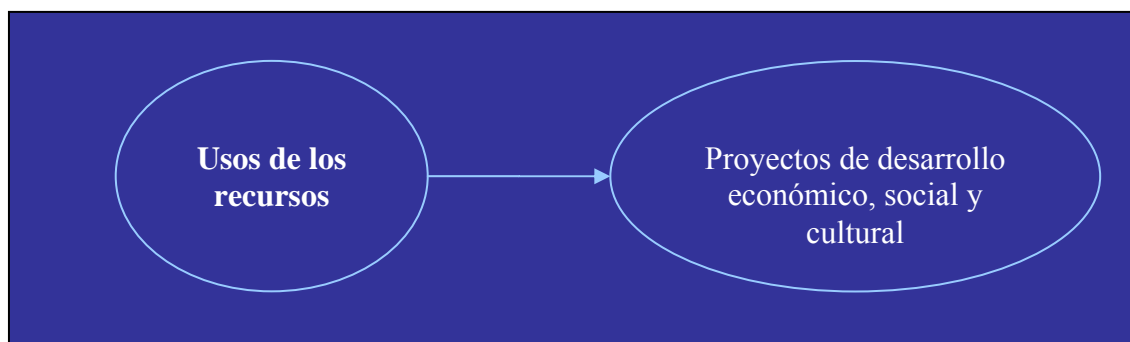 Usos de los
recursos
Proyectos de desarrollo
económico, social y
cultural